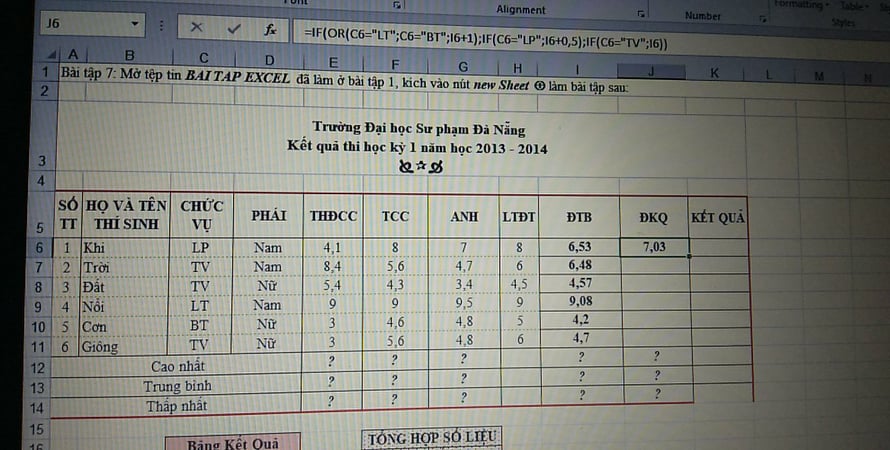 Font
Alignment
Number
Formatting Table
Styles
J6 fx =IF(OR(C6="LT";C6="BT";I6+1);IF(C6="LP";I6+0,5);IF(C6="TV";I6))
A B C D E F G H I J K L M N
1 Bài tập 7: Mở tệp tin BAI TAP EXCEL đã làm ở bài tập 1, kích vào nút new Sheet ⊕ làm bài tập sau:
2
Trường Đại học Sư phạm Đà Nẵng
Kết quả thi học kỳ 1 năm học 2013 - 2014
3
4
5 SỐ TT HỌ VÀ TÊN THÍ SINH CHỨC VỤ PHÁI THĐCC TCC ANH LTĐT ĐTB ĐKQ KẾT QUẢ
6 1 Khi LP Nam 4,1 8 7 8 6,53 7,03
7 2 Trời TV Nam 8,4 5,6 4,7 6 6,48
8 3 Đất TV Nữ 5,4 4,3 3,4 4,5 4,57
9 4 Nổi LT Nam 9 9 9,5 9 9,08
10 5 Cơn BT Nữ 3 4,6 4,8 5 4,2
11 6 Giông TV Nữ 3 5,6 4,8 6 4,7
12 Cao nhất ? ? ? ? ? ?
13 Trung bình ? ? ? ? ? ?
14 Thấp nhất ? ? ? ? ? ?
15
16 Bảng Kết Quả TỔNG HỢP SỐ LIỆU